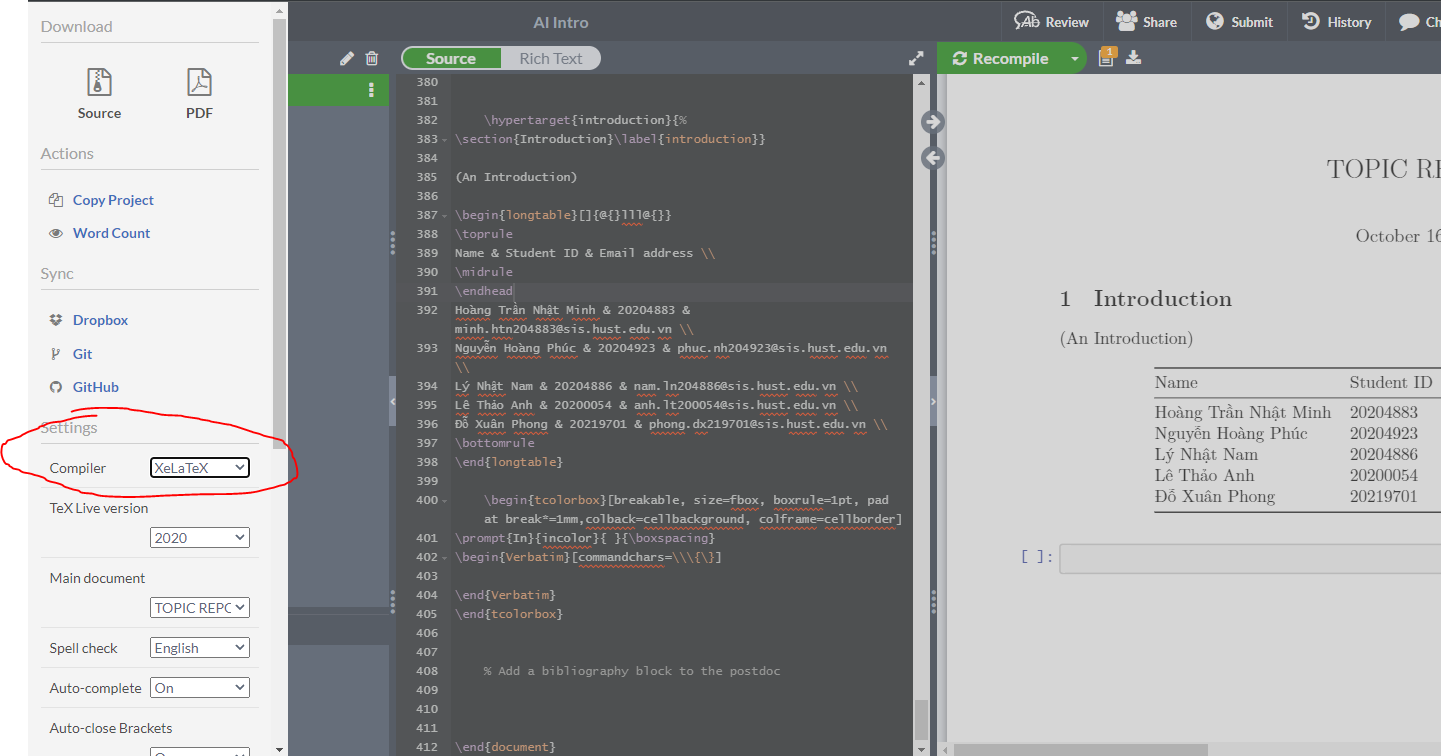 Download
Source
PDF
Actions
Copy Project
Word Count
Sync
Dropbox
Git
GitHub
Settings
Compiler
XeLaTeX
TeX Live version
2020
Main document
TOPIC REPO
Spell check
English
Auto-complete
On
Auto-close Brackets
AI Intro
Review
Share
Submit
History
Ch
Source
Rich Text
Recompile
1
380
381
382 \hypertarget{introduction}{%
383 \section{Introduction}\label{introduction}}
384
385 (An Introduction)
386
387 \begin{longtable}[]{@{}lll@{}}
388 \toprule
389 Name & Student ID & Email address \\
390 \midrule
391 \endhead
392 Hoàng Trần Nhật Minh & 20204883 &
minh.htn204883@sis.hust.edu.vn \\
393 Nguyễn Hoàng Phúc & 20204923 & phuc.nh204923@sis.hust.edu.vn
\\
394 Lý Nhật Nam & 20204886 & nam.ln204886@sis.hust.edu.vn \\
395 Lê Thảo Anh & 20200054 & anh.lt200054@sis.hust.edu.vn \\
396 Đỗ Xuân Phong & 20219701 & phong.dx219701@sis.hust.edu.vn \\
397 \bottomrule
398 \end{longtable}
399
400 \begin{tcolorbox}[breakable, size=fbox, boxrule=1pt, pad
at break*=1mm,colback=cellbackground, colframe=cellborder]
401 \prompt{In}{incolor}{ }{\boxspacing}
402 \begin{Verbatim}[commandchars=\\\{\}]
403
404 \end{Verbatim}
405 \end{tcolorbox}
406
407
408 % Add a bibliography block to the postdoc
409
410
411
412 \end{document}
TOPIC RE
October 16
1 Introduction
(An Introduction)
Name Student ID
Hoàng Trần Nhật Minh 20204883
Nguyễn Hoàng Phúc 20204923
Lý Nhật Nam 20204886
Lê Thảo Anh 20200054
Đỗ Xuân Phong 20219701
[ ]: